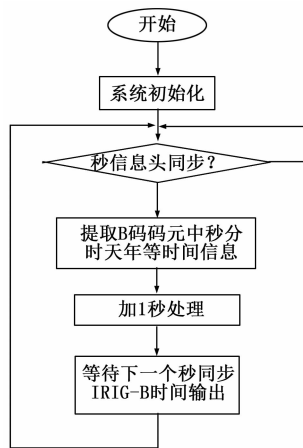 开始
系统初始化
秒信息头同步？
提取B码码元中秒分
时天年等时间信息
加1秒处理
等待下一个秒同步
IRIG-B时间输出